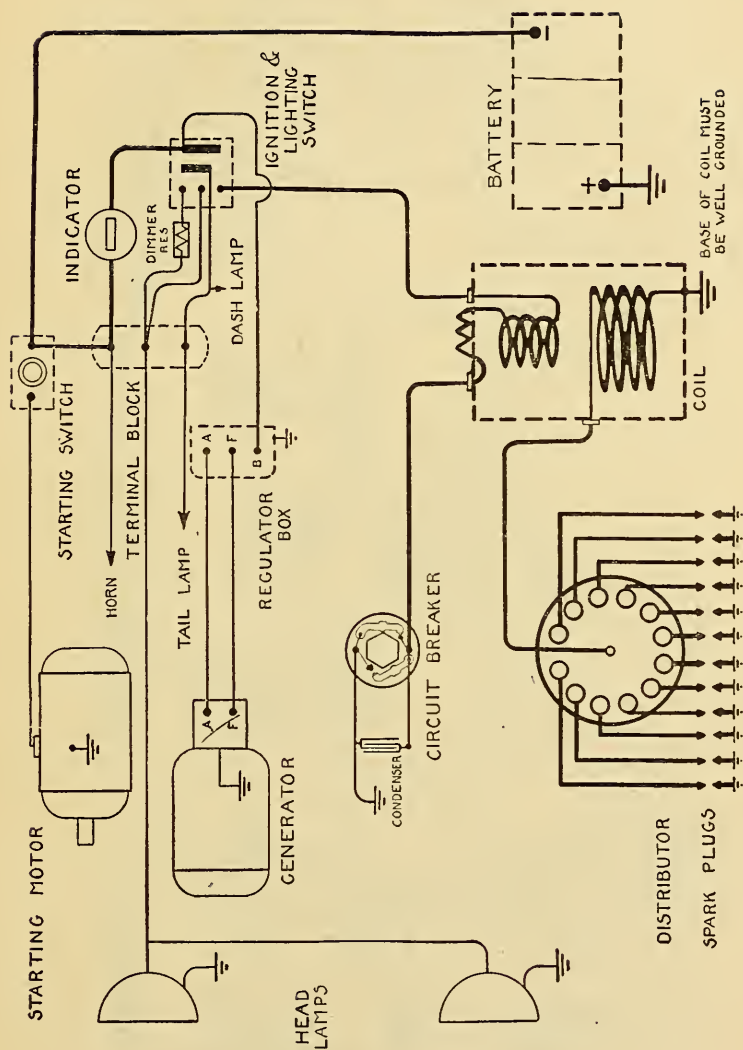 STARTING MOTOR
STARTING SWITCH
HORN
TERMINAL BLOCK
INDICATOR
DIMMER
RES
IGNITION &
LIGHTING
SWITCH
DASH LAMP
TAIL LAMP
A
F
B
REGULATOR
BOX
A
F
GENERATOR
HEAD
LAMPS
CIRCUIT BREAKER
CONDENSER
BATTERY
−
+
BASE OF COIL MUST
BE WELL GROUNDED
COIL
DISTRIBUTOR
SPARK PLUGS